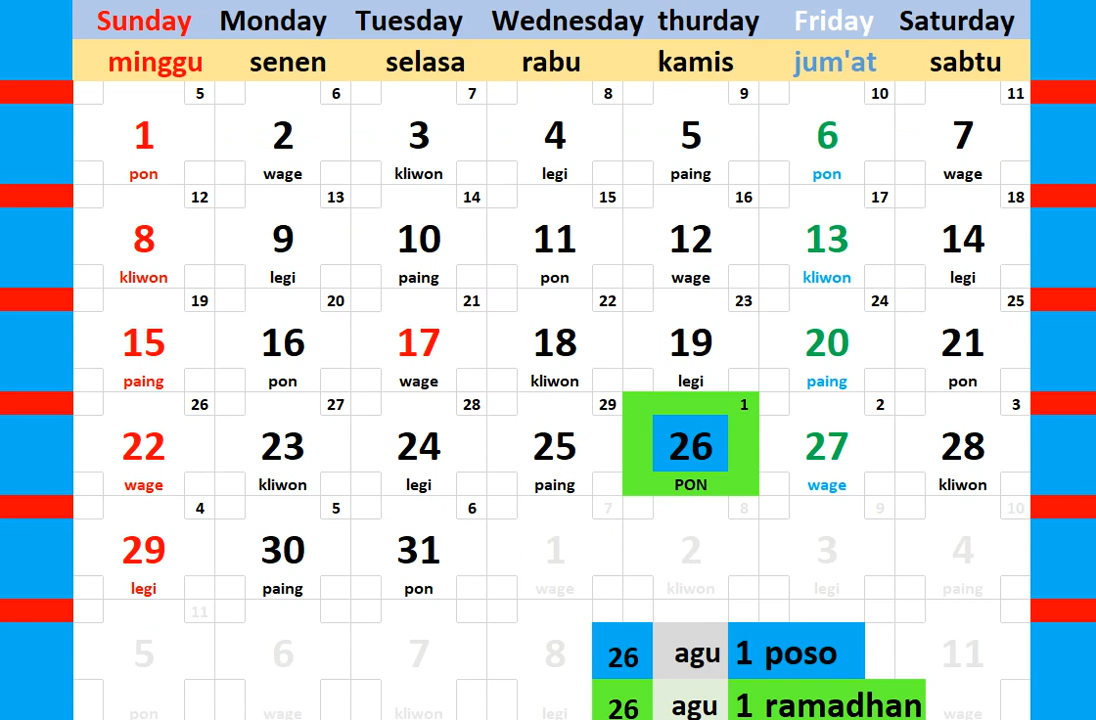 Sunday Monday Tuesday Wednesday thurday Friday Saturday
minggu senen selasa rabu kamis jum'at sabtu
5 6 7 8 9 10 11
1 2 3 4 5 6 7
pon wage kliwon legi paing pon wage
12 13 14 15 16 17 18
8 9 10 11 12 13 14
kliwon legi paing pon wage kliwon legi
19 20 21 22 23 24 25
15 16 17 18 19 20 21
paing pon wage kliwon legi paing pon
26 27 28 29 1 2 3
22 23 24 25 26 27 28
wage kliwon legi paing PON wage kliwon
4 5 6 7 8 9 10
29 30 31 1 2 3 4
legi paing pon wage kliwon legi paing
11
5 6 7 8 26 agu 1 poso 11
pon wage kliwon legi 26 agu 1 ramadhan wage